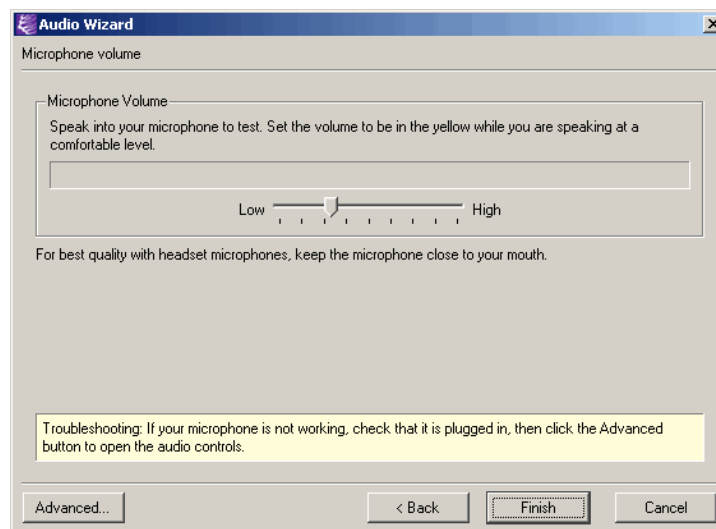 Audio Wizard
Microphone volume
Microphone Volume
Speak into your microphone to test. Set the volume to be in the yellow while you are speaking at a
comfortable level.
Low High
For best quality with headset microphones, keep the microphone close to your mouth.
Troubleshooting: If your microphone is not working, check that it is plugged in, then click the Advanced
button to open the audio controls.
Advanced... < Back Finish Cancel